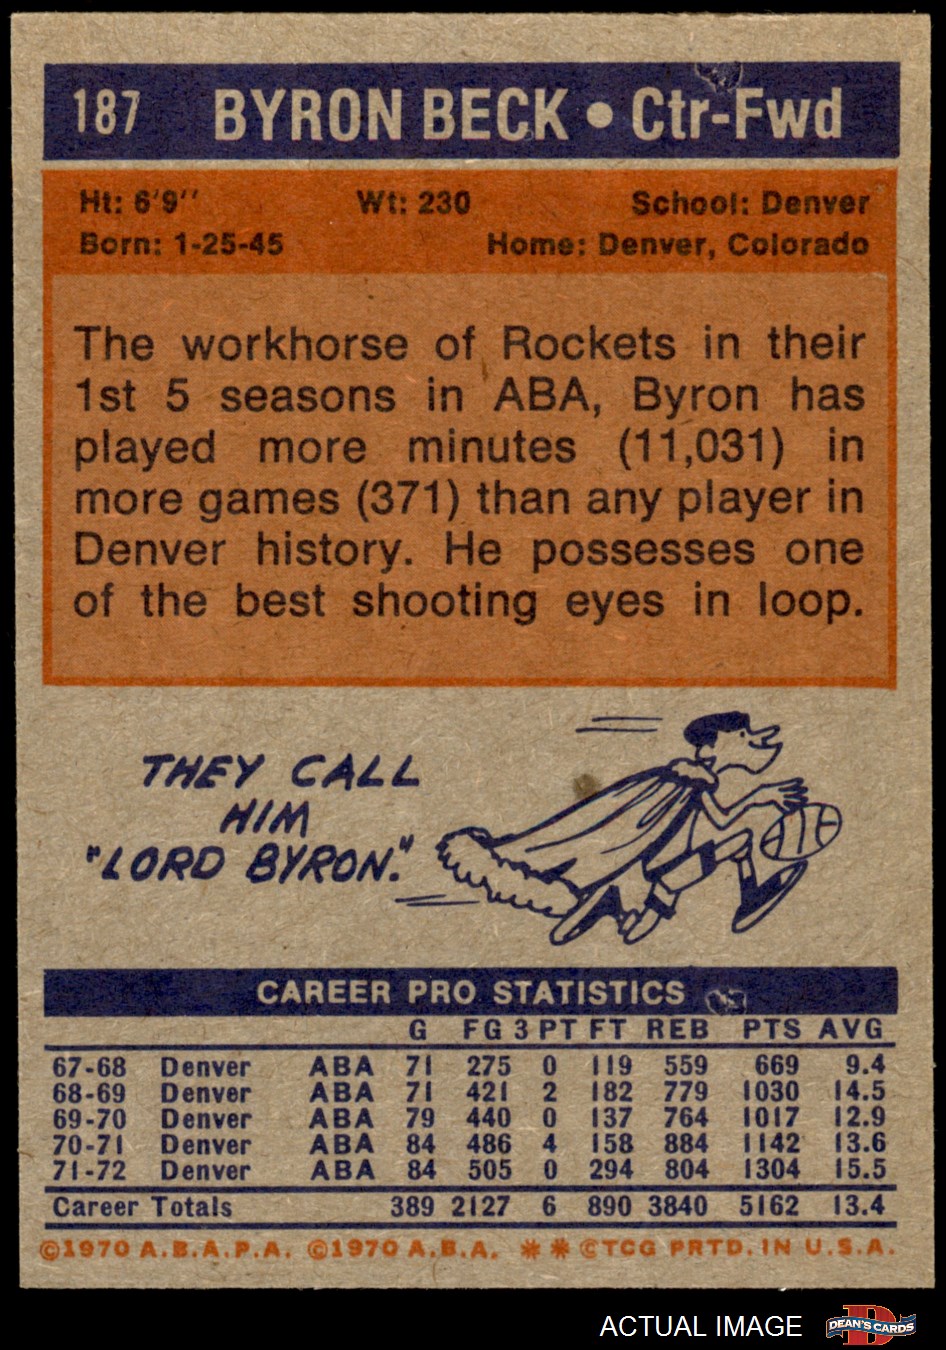 187 BYRON BECK • Ctr-Fwd
Ht: 6'9'' Wt: 230 School: Denver
Born: 1-25-45 Home: Denver, Colorado
The workhorse of Rockets in their
1st 5 seasons in ABA, Byron has
played more minutes (11,031) in
more games (371) than any player in
Denver history. He possesses one
of the best shooting eyes in loop.
THEY CALL
HIM
"LORD BYRON."
CAREER PRO STATISTICS
G FG 3 PT FT REB PTS AVG
67-68 Denver ABA 71 275 0 119 559 669 9.4
68-69 Denver ABA 71 421 2 182 779 1030 14.5
69-70 Denver ABA 79 440 0 137 764 1017 12.9
70-71 Denver ABA 84 486 4 158 884 1142 13.6
71-72 Denver ABA 84 505 0 294 804 1304 15.5
Career Totals 389 2127 6 890 3840 5162 13.4
©1970 A.B.A.P.A. ©1970 A.B.A. ** ©TCG PRTD. IN U.S.A.
ACTUAL IMAGE DEAN'S CARDS